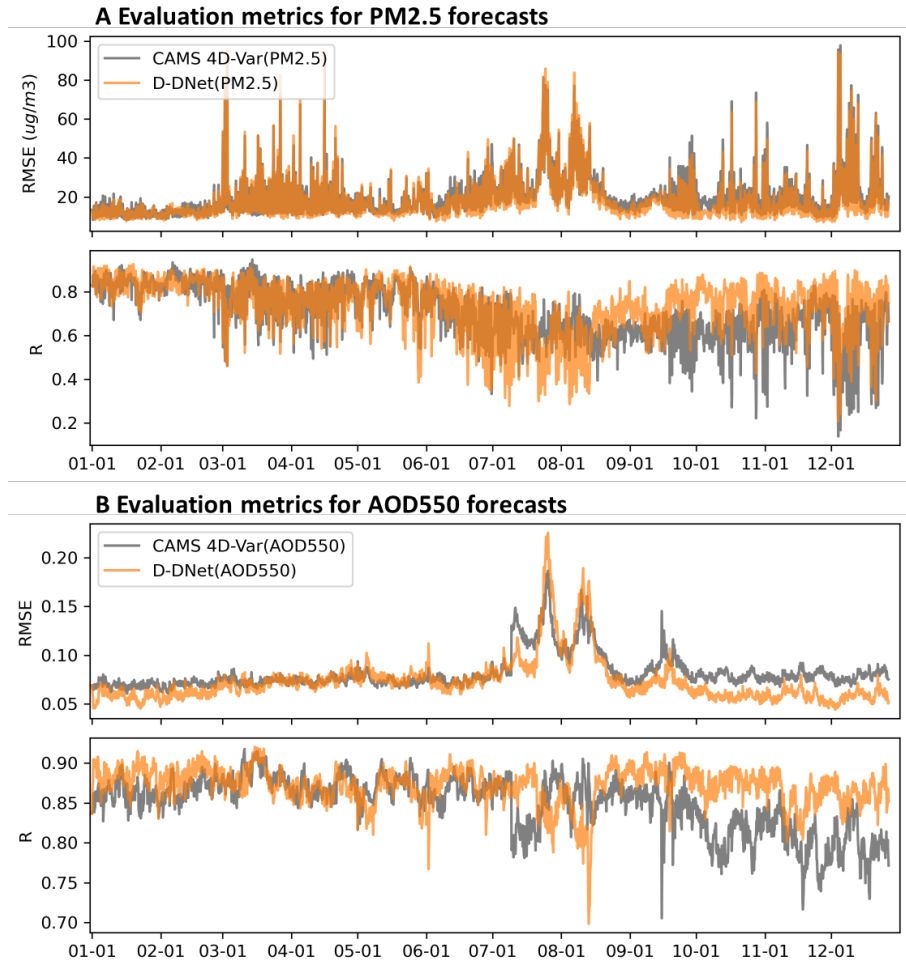 A Evaluation metrics for PM2.5 forecasts
CAMS 4D-Var(PM2.5)
D-DNet(PM2.5)
RMSE (ug/m3)
100
80
60
40
20
R
0.8
0.6
0.4
0.2
01-01 02-01 03-01 04-01 05-01 06-01 07-01 08-01 09-01 10-01 11-01 12-01
B Evaluation metrics for AOD550 forecasts
CAMS 4D-Var(AOD550)
D-DNet(AOD550)
RMSE
0.20
0.15
0.10
0.05
R
0.90
0.85
0.80
0.75
0.70
01-01 02-01 03-01 04-01 05-01 06-01 07-01 08-01 09-01 10-01 11-01 12-01